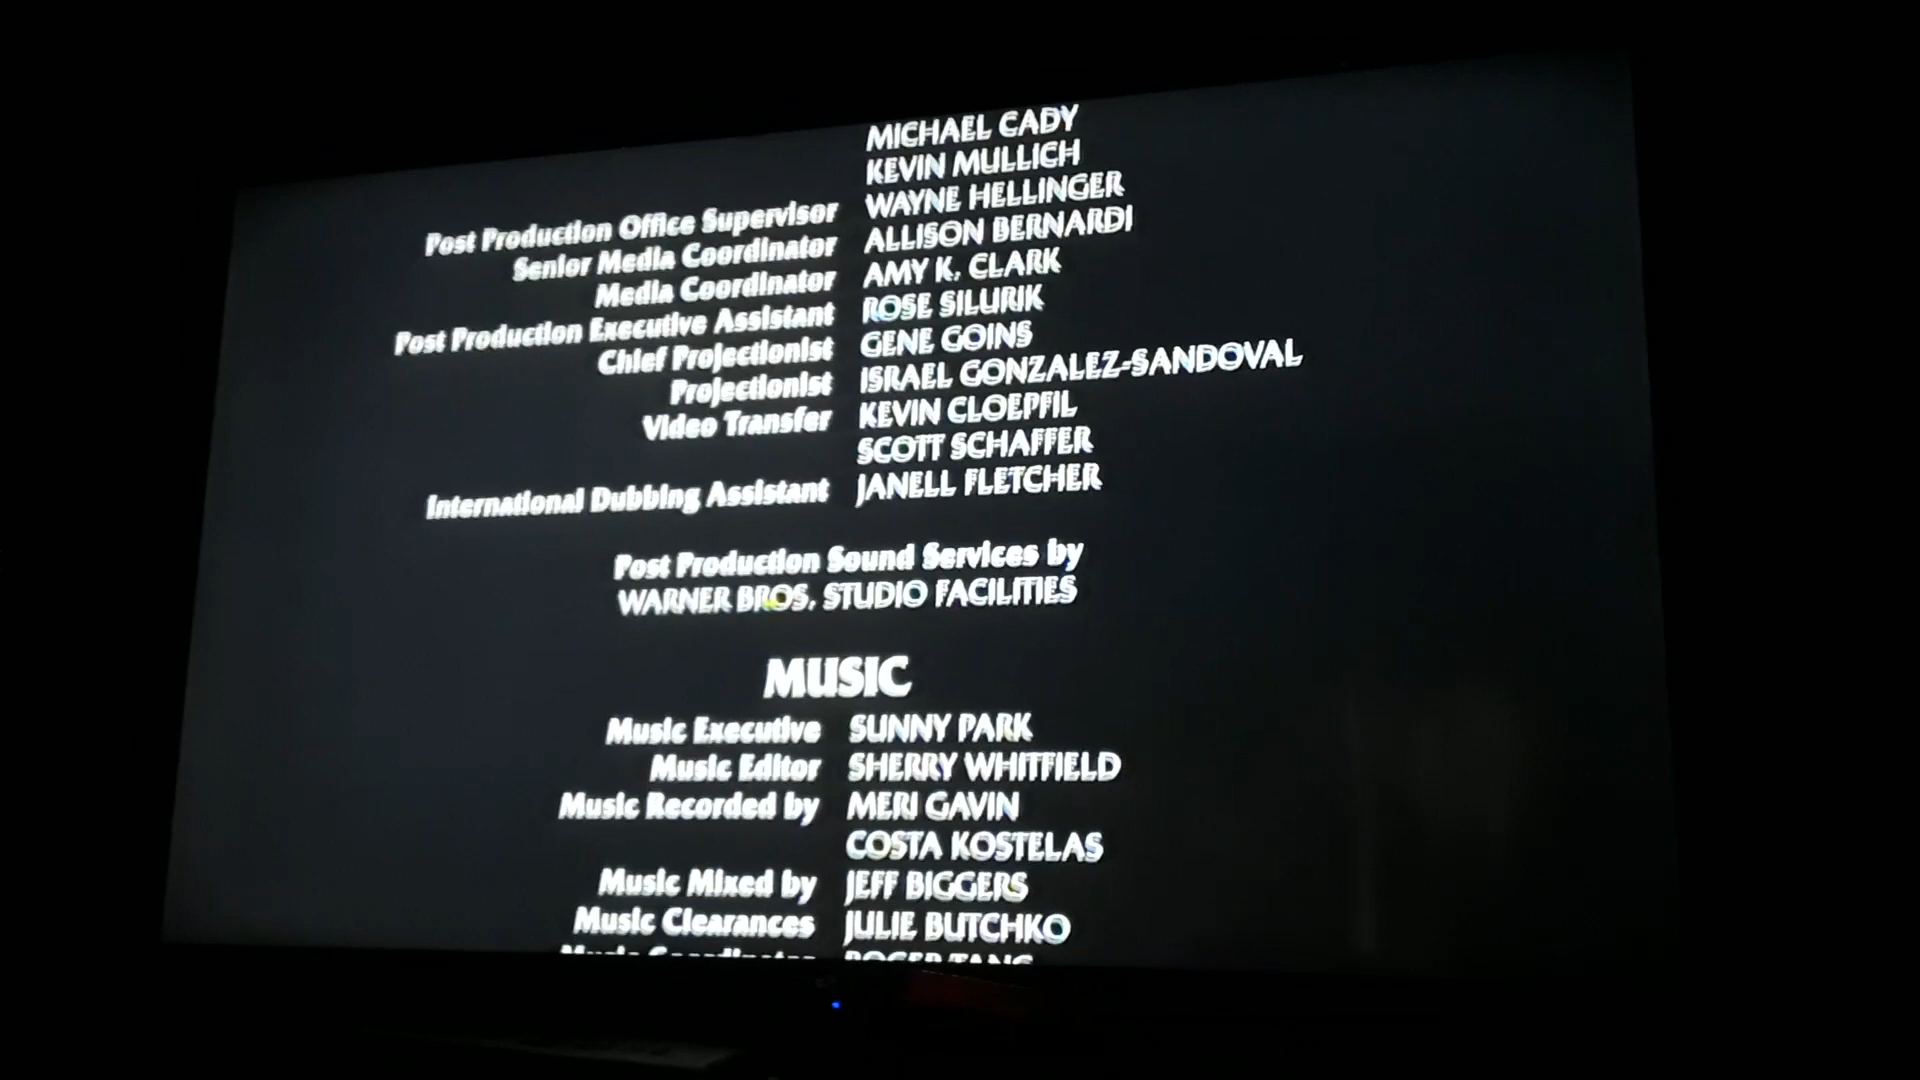 MICHAEL CADY
KEVIN MULLICH
Post Production Office Supervisor WAYNE HELLINGER
Senior Media Coordinator ALLISON BERNARDI
Media Coordinator AMY K. CLARK
Post Production Executive Assistant ROSE SILURIK
Chief Projectionist GENE GOINS
Projectionist ISRAEL GONZALEZ-SANDOVAL
Video Transfer KEVIN CLOEPFIL
SCOTT SCHAFFER
International Dubbing Assistant JANELL FLETCHER
Post Production Sound Services by
WARNER BROS. STUDIO FACILITIES
MUSIC
Music Executive SUNNY PARK
Music Editor SHERRY WHITFIELD
Music Recorded by MERI GAVIN
COSTA KOSTELAS
Music Mixed by JEFF BIGGERS
Music Clearances JULIE BUTCHKO
Music Coordinator ROGER TANG